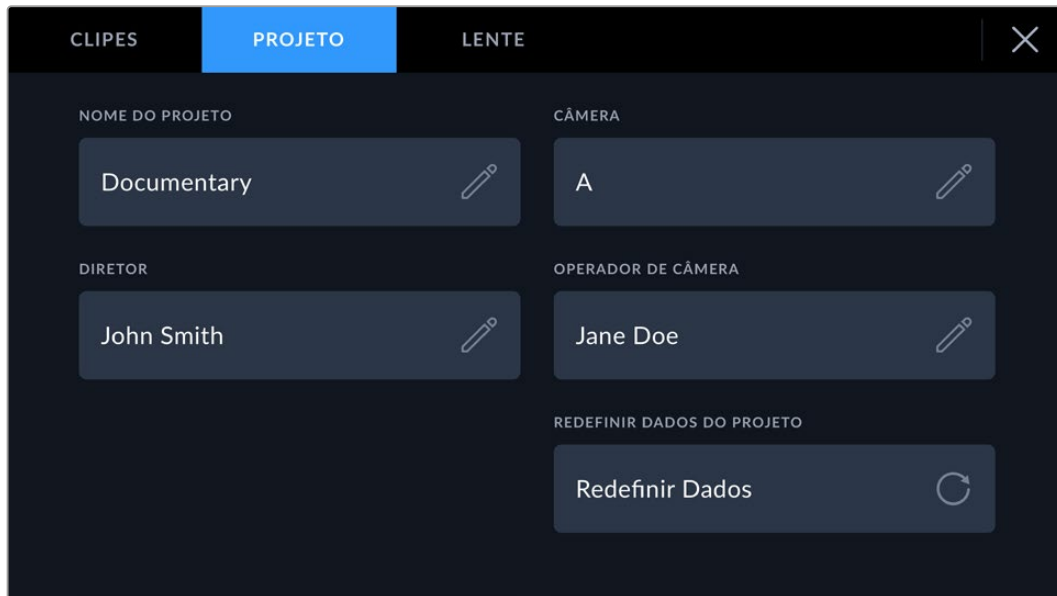 CLIPES PROJETO LENTE
NOME DO PROJETO
Documentary
CÂMERA
A
DIRETOR
John Smith
OPERADOR DE CÂMERA
Jane Doe
REDEFINIR DADOS DO PROJETO
Redefinir Dados